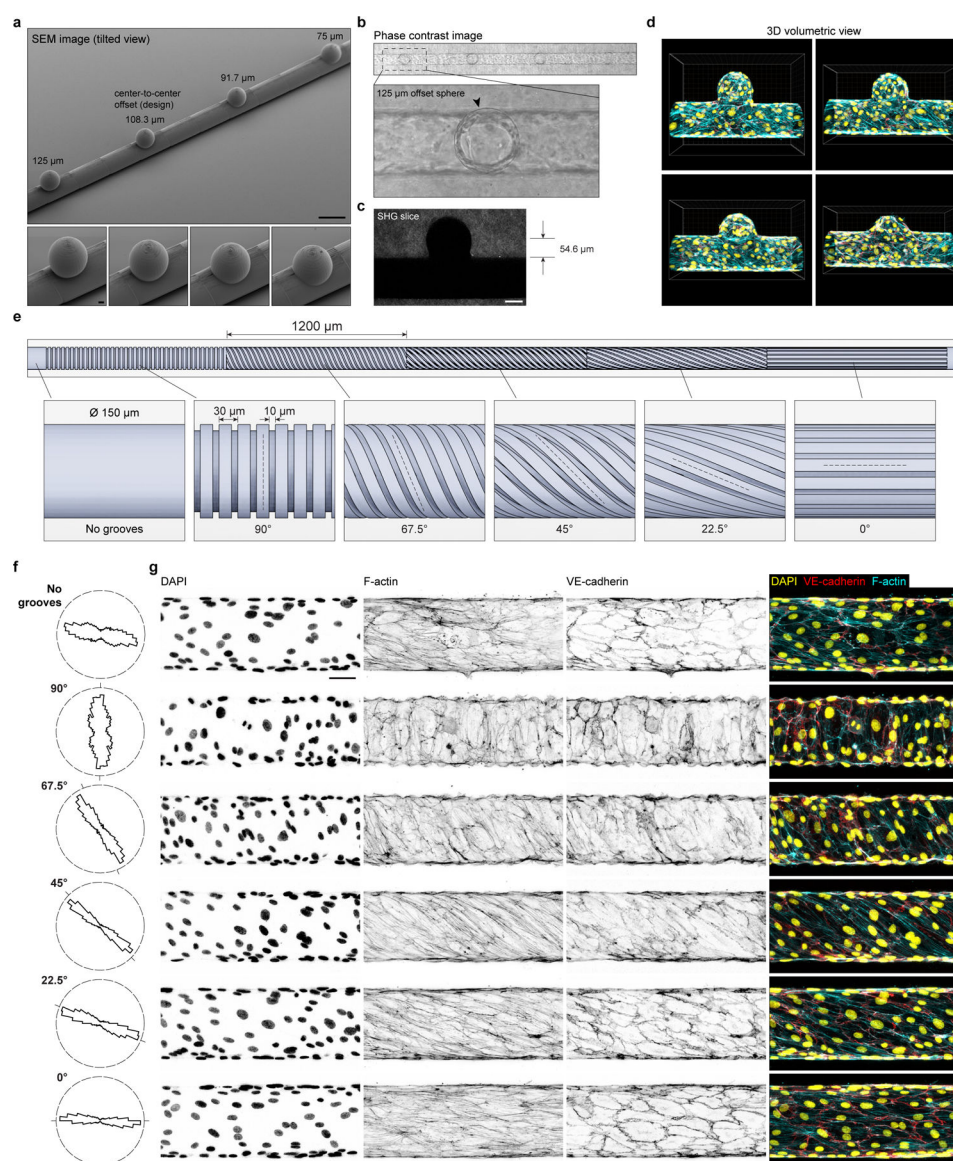 a
SEM image (tilted view)
75 µm
91.7 µm
center-to-center
offset (design)
108.3 µm
125 µm
b
Phase contrast image
125 µm offset sphere
c
SHG slice
54.6 µm
d
3D volumetric view
e
1200 µm
Ø 150 µm
30 µm
10 µm
No grooves
90°
67.5°
45°
22.5°
0°
f
No
grooves
90°
67.5°
45°
22.5°
0°
g
DAPI
F-actin
VE-cadherin
DAPI VE-cadherin F-actin